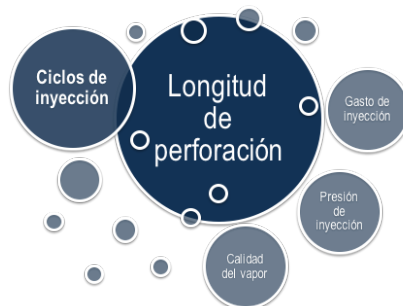 Ciclos de
inyección
Longitud
de
perforación
Gasto de
inyección
Presión
de
inyección
Calidad
del vapor